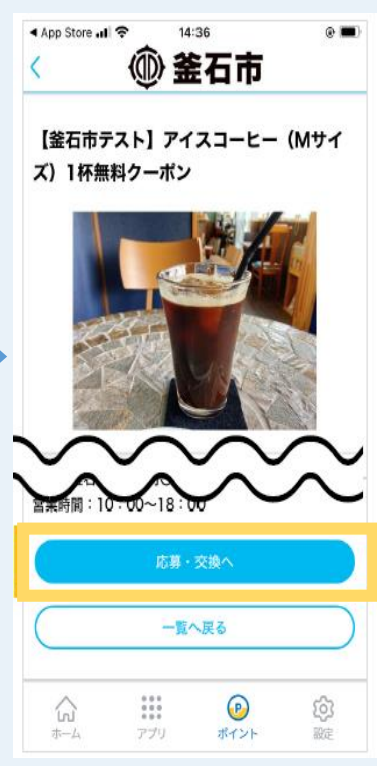 App Store 14:36
釜石市
【釜石市テスト】アイスコーヒー（Mサイ
ズ）1杯無料クーポン
営業時間：10：00～18：00
応募・交換へ
一覧へ戻る
ホーム アプリ ポイント 設定